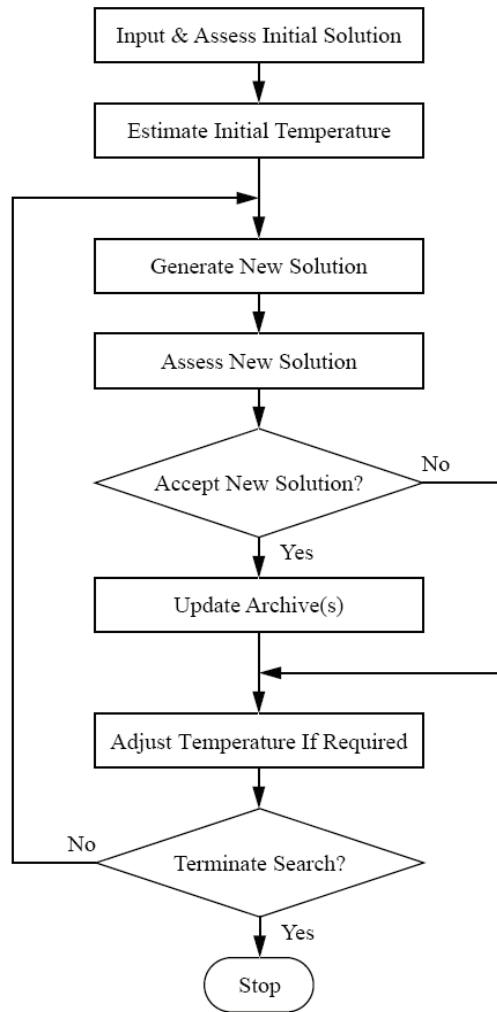 Input & Assess Initial Solution
Estimate Initial Temperature
Generate New Solution
Assess New Solution
Accept New Solution?
No
Yes
Update Archive(s)
Adjust Temperature If Required
No
Terminate Search?
Yes
Stop